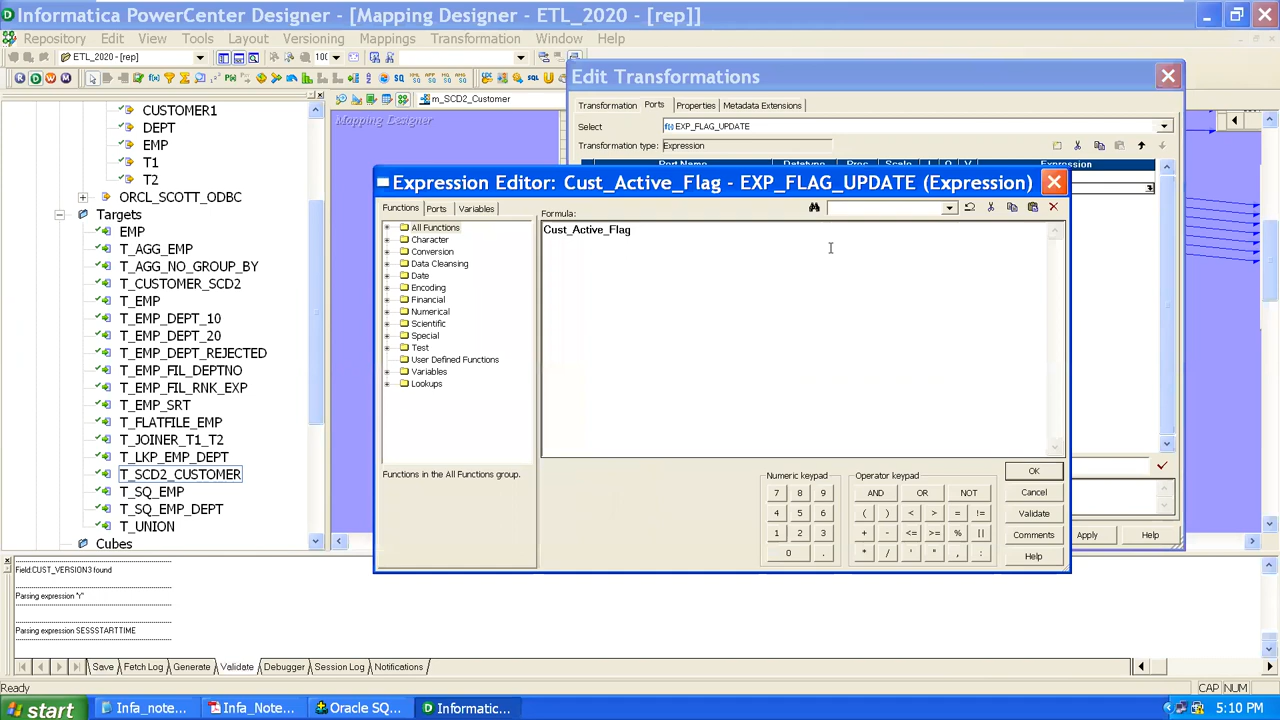 Informatica PowerCenter Designer - [Mapping Designer - ETL_2020 - [rep]]
Repository Edit View Tools Layout Versioning Mappings Transformation Window Help
ETL_2020 - [rep]
m_SCD2_Customer
Mapping Designer
CUSTOMER1
DEPT
EMP
T1
T2
ORCL_SCOTT_ODBC
Targets
EMP
T_AGG_EMP
T_AGG_NO_GROUP_BY
T_CUSTOMER_SCD2
T_EMP
T_EMP_DEPT_10
T_EMP_DEPT_20
T_EMP_DEPT_REJECTED
T_EMP_FIL_DEPTNO
T_EMP_FIL_RNK_EXP
T_EMP_SRT
T_FLATFILE_EMP
T_JOINER_T1_T2
T_LKP_EMP_DEPT
T_SCD2_CUSTOMER
T_SQ_EMP
T_SQ_EMP_DEPT
T_UNION
Cubes
Edit Transformations
Transformation Ports Properties Metadata Extensions
Select EXP_FLAG_UPDATE
Transformation type: Expression
Port Name Datatype Prec Scale I O V Expression
Apply Help
Expression Editor: Cust_Active_Flag - EXP_FLAG_UPDATE (Expression)
Functions Ports Variables
All Functions
Character
Conversion
Data Cleansing
Date
Encoding
Financial
Numerical
Scientific
Special
Test
User Defined Functions
Variables
Lookups
Functions in the All Functions group.
Formula:
Cust_Active_Flag
Numeric keypad
7 8 9
4 5 6
1 2 3
0 .
Operator keypad
AND OR NOT
( ) < > = !=
+ - <= >= % ||
* / ' " , :
OK
Cancel
Validate
Comments
Help
Field:CUST_VERSION3 found
Parsing expression 'Y'
Parsing expression SESSSTARTTIME
Save Fetch Log Generate Validate Debugger Session Log Notifications
Ready
CAP NUM
start Infa_note... Infa_Note... Oracle SQ... Informatic... 5:10 PM